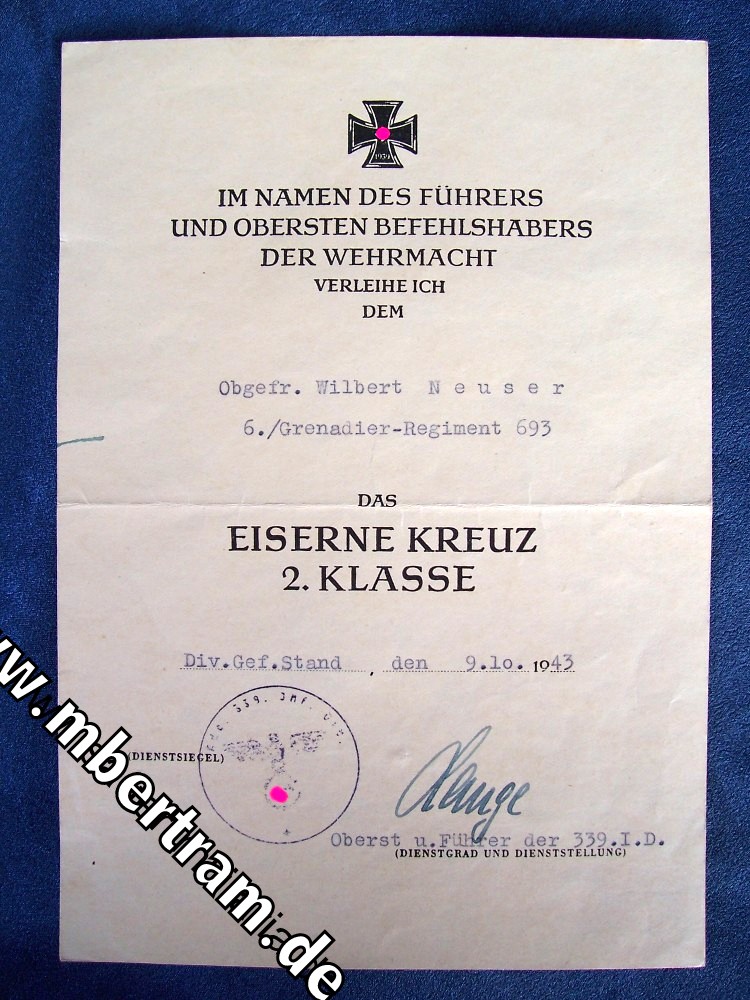 1939
IM NAMEN DES FÜHRERS
UND OBERSTEN BEFEHLSHABERS
DER WEHRMACHT
VERLEIHE ICH
DEM
Obgefr. Wilbert N e u s e r
6./Grenadier-Regiment 693
DAS
EISERNE KREUZ
2. KLASSE
Div.Gef.Stand , den 9.10. 1943
339. Inf.
(DIENSTSIEGEL)
Lange
Oberst u.Führer der 339.I.D.
(DIENSTGRAD UND DIENSTSTELLUNG)
w.mbertram.de